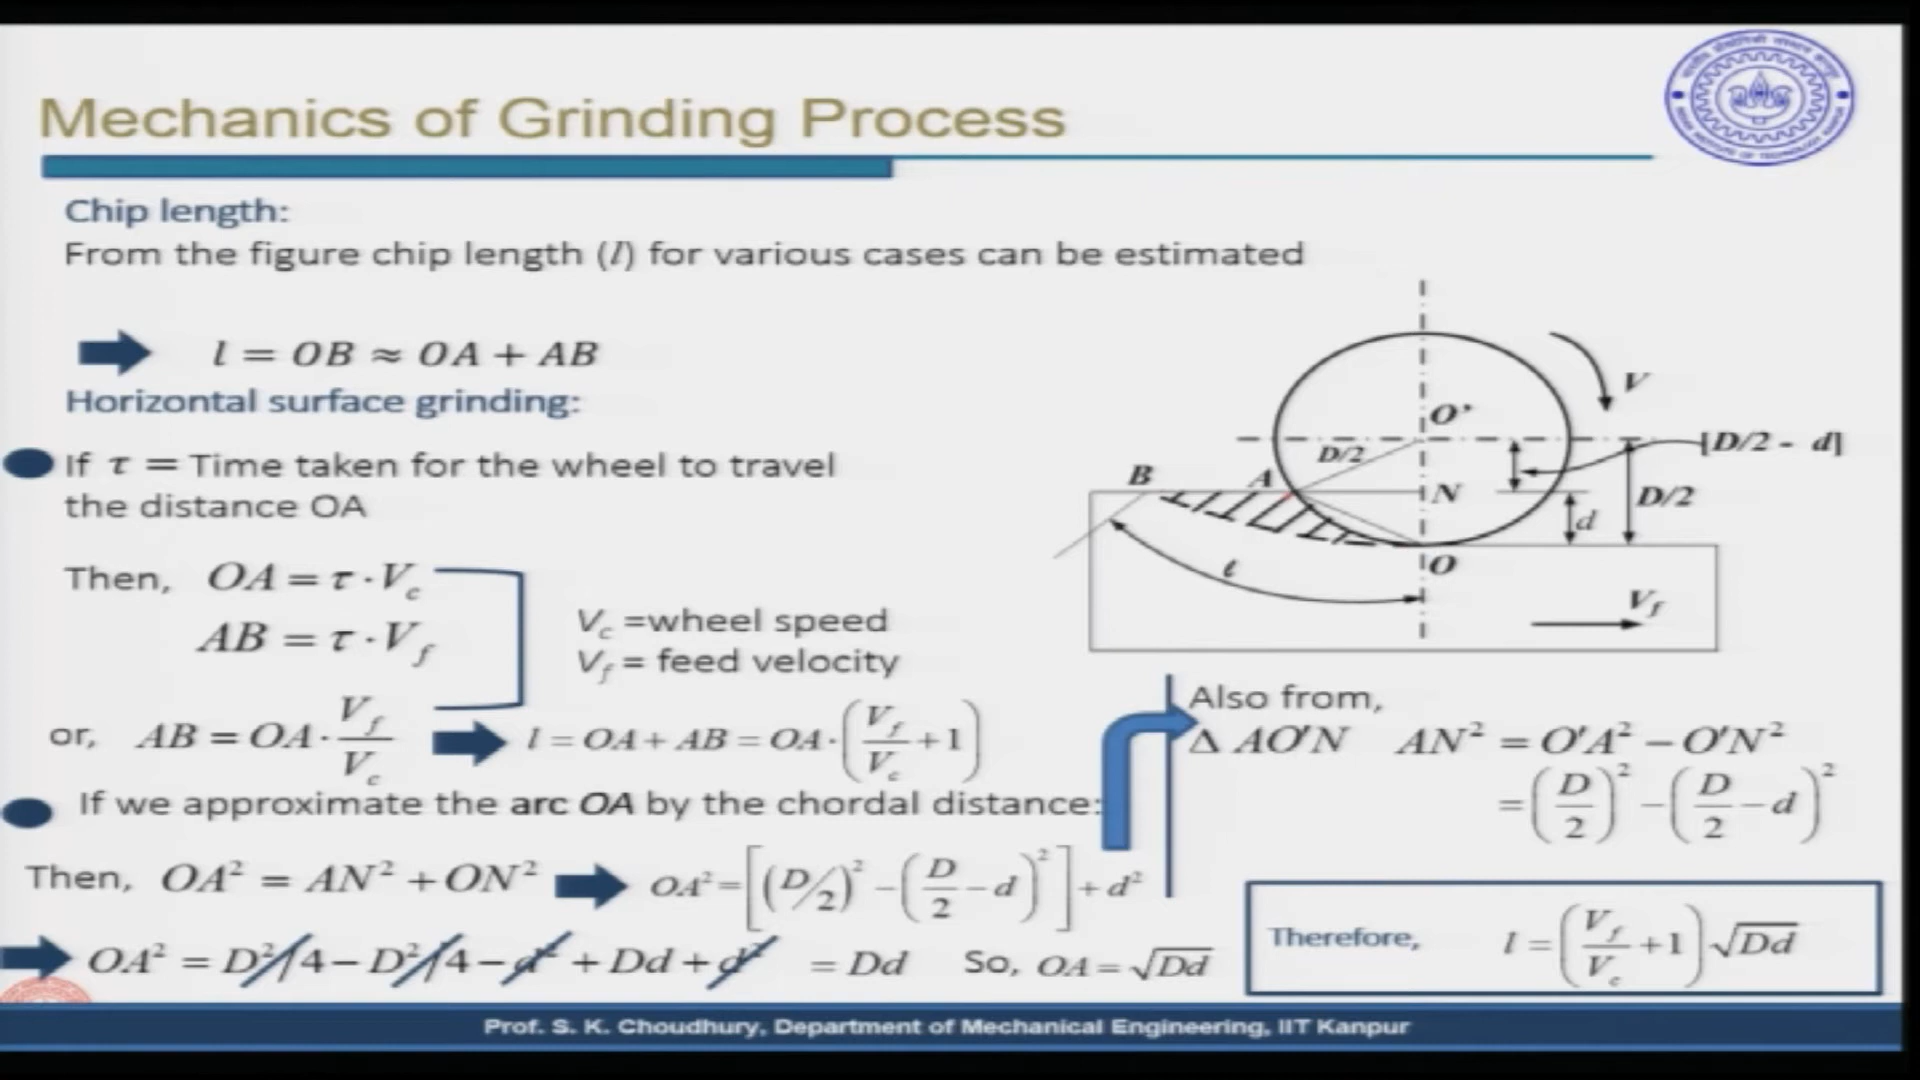 Mechanics of Grinding Process
Chip length:
From the figure chip length (l) for various cases can be estimated
l = OB ≈ OA + AB
Horizontal surface grinding:
If τ = Time taken for the wheel to travel
the distance OA
Then, OA = τ · V_c
AB = τ · V_f
V_c =wheel speed
V_f = feed velocity
or, AB = OA · V_f/V_c
l = OA + AB = OA · (V_f/V_c + 1)
If we approximate the arc OA by the chordal distance:
Then, OA² = AN² + ON²
OA² = [(D/2)² − (D/2 − d)²] + d²
OA² = D²/4 − D²/4 − d² + Dd + d² = Dd So, OA = √Dd
O'
V
D/2
[D/2 - d]
B
A
N
D/2
d
O
l
V_f
Also from,
Δ AO'N AN² = O'A² − O'N²
= (D/2)² − (D/2 − d)²
Therefore, l = (V_f/V_c + 1) √Dd
Prof. S. K. Choudhury, Department of Mechanical Engineering, IIT Kanpur